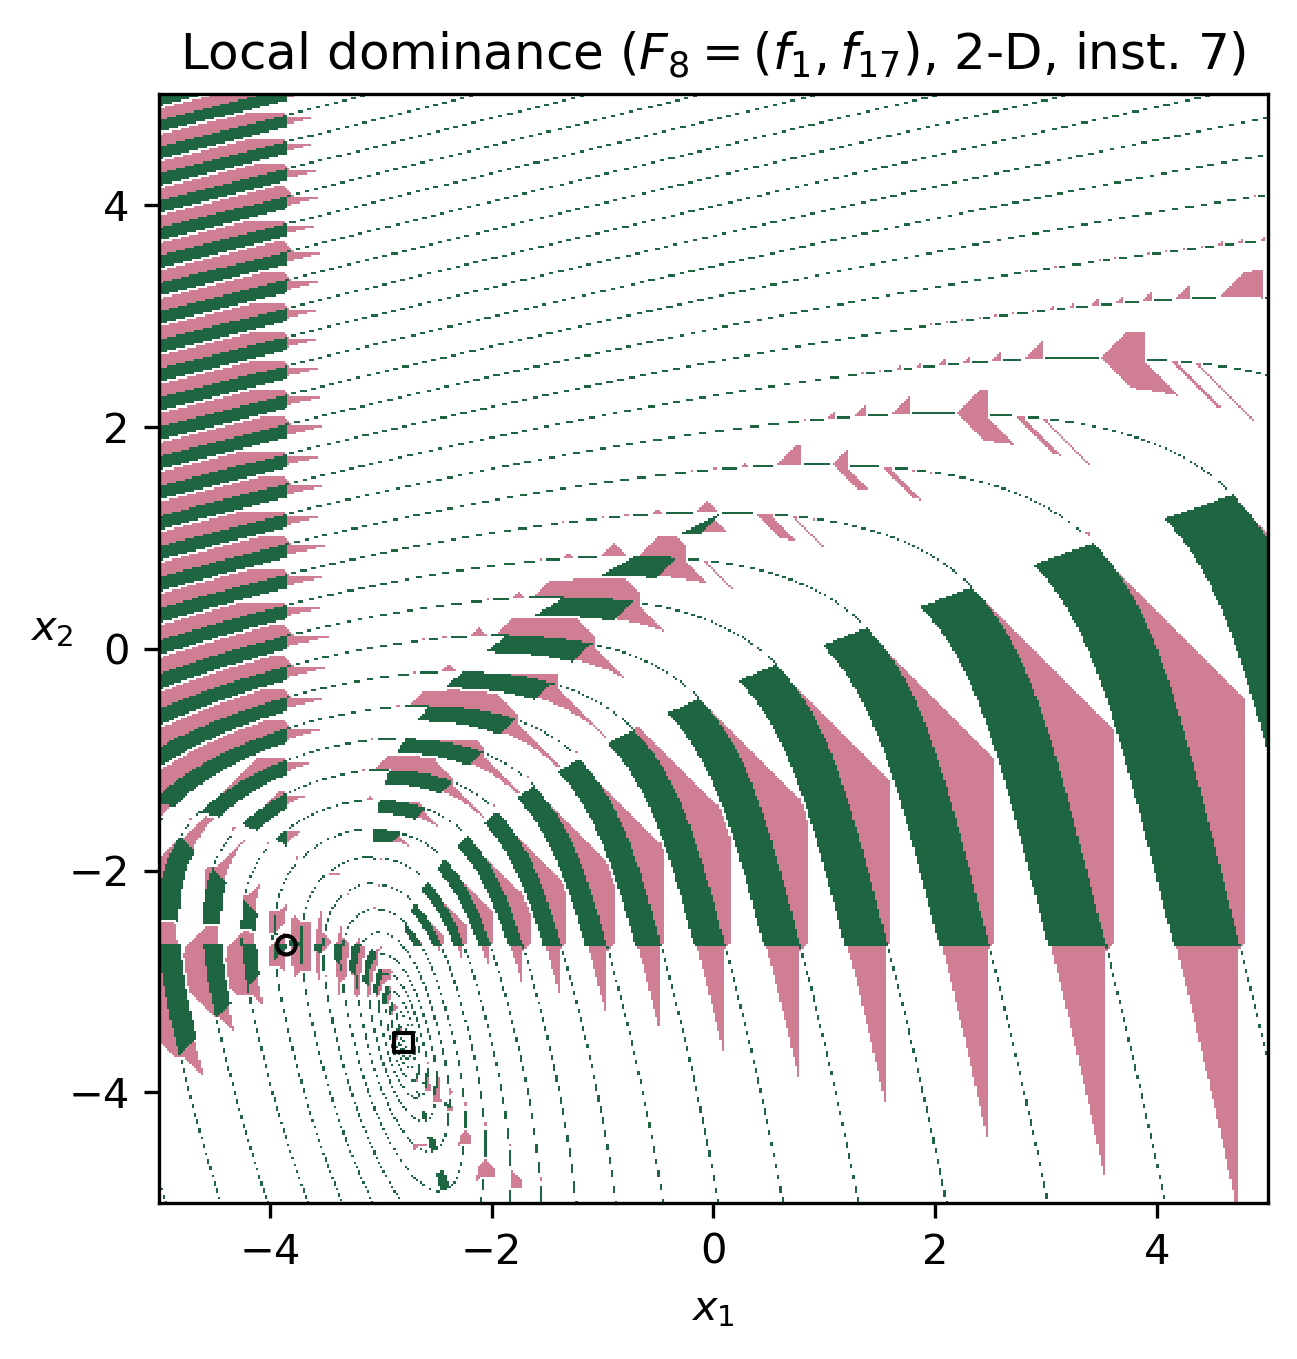 Local dominance (F₈ = (f₁, f₁₇), 2-D, inst. 7)
4
2
x₂
0
−2
−4
−4 −2 0 2 4
x₁